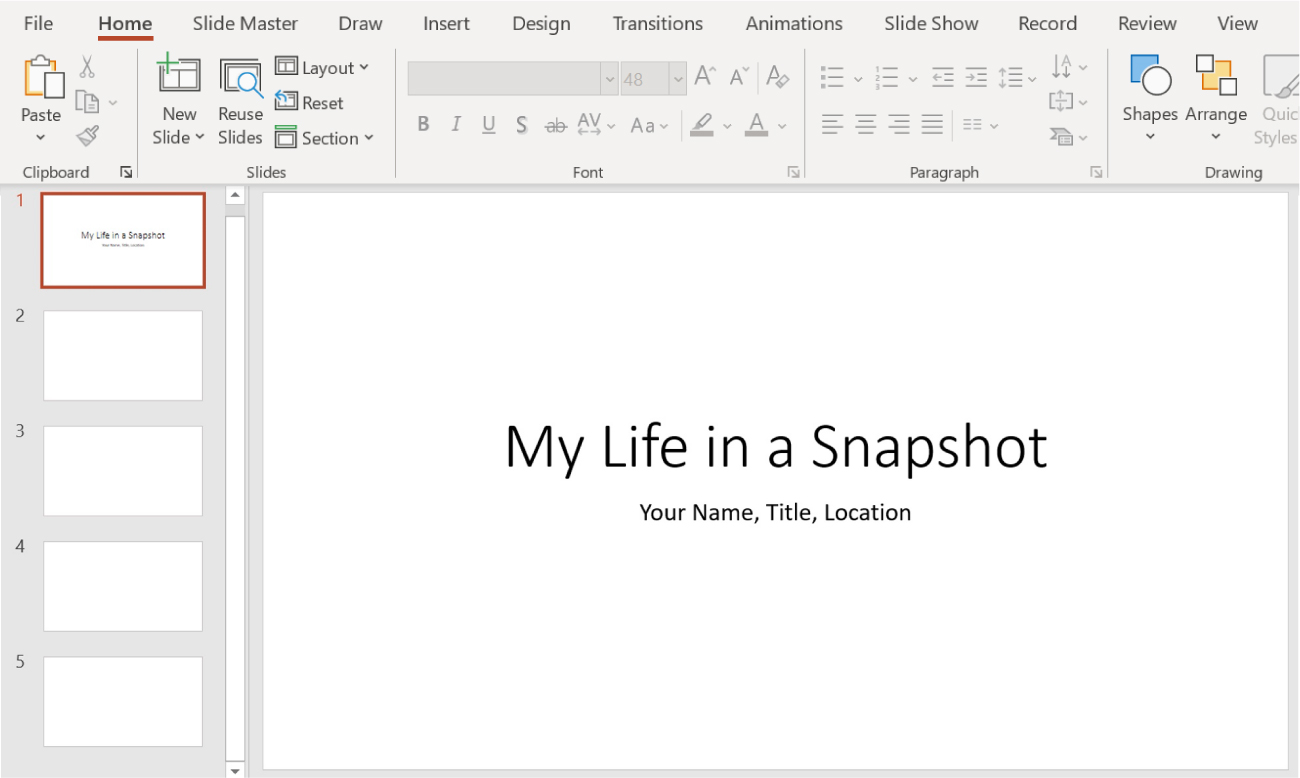 File Home Slide Master Draw Insert Design Transitions Animations Slide Show Record Review View
Paste
New
Slide
Reuse
Slides
Layout
Reset
Section
48
A A A
B I U S ab AV Aa A
Shapes
Arrange
Quic
Styles
Clipboard Slides Font Paragraph Drawing
1
My Life in a Snapshot
Your Name, Title, Location
2
3
4
5
My Life in a Snapshot
Your Name, Title, Location